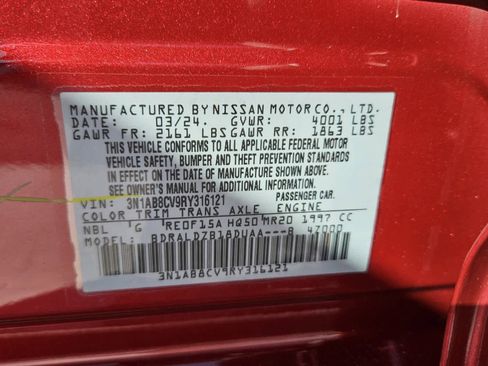 MANUFACTURED BY NISSAN MOTOR CO., LTD.
DATE: 03/24. GVWR: 4001 LBS
GAWR FR: 2161 LBS GAWR RR: 1863 LBS
THIS VEHICLE CONFORMS TO ALL APPLICABLE FEDERAL MOTOR
VEHICLE SAFETY, BUMPER AND THEFT PREVENTION STANDARDS
IN EFFECT ON THE DATE OF MANUFACTURE SHOWN ABOVE.
SEE OWNER'S MANUAL FOR ADDITIONAL INFORMATION.
VIN: 3N1AB8CV9RY316121 PASSENGER CAR.
COLOR TRIM TRANS AXLE ENGINE
NBL G RE0F15A HQ50 MR20 1997 CC
MODEL: BDRALDZB18DUAA---B 47000
3N1AB8CV9RY316121